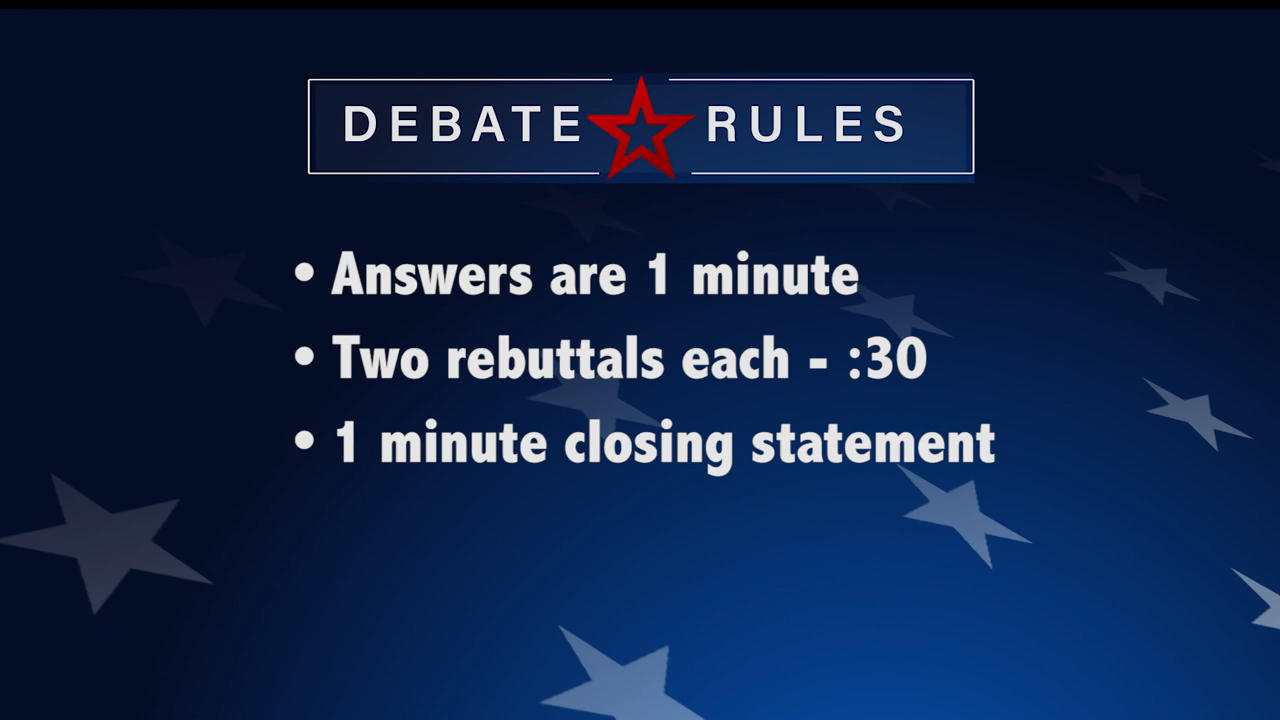 DEBATE RULES
• Answers are 1 minute
• Two rebuttals each - :30
• 1 minute closing statement